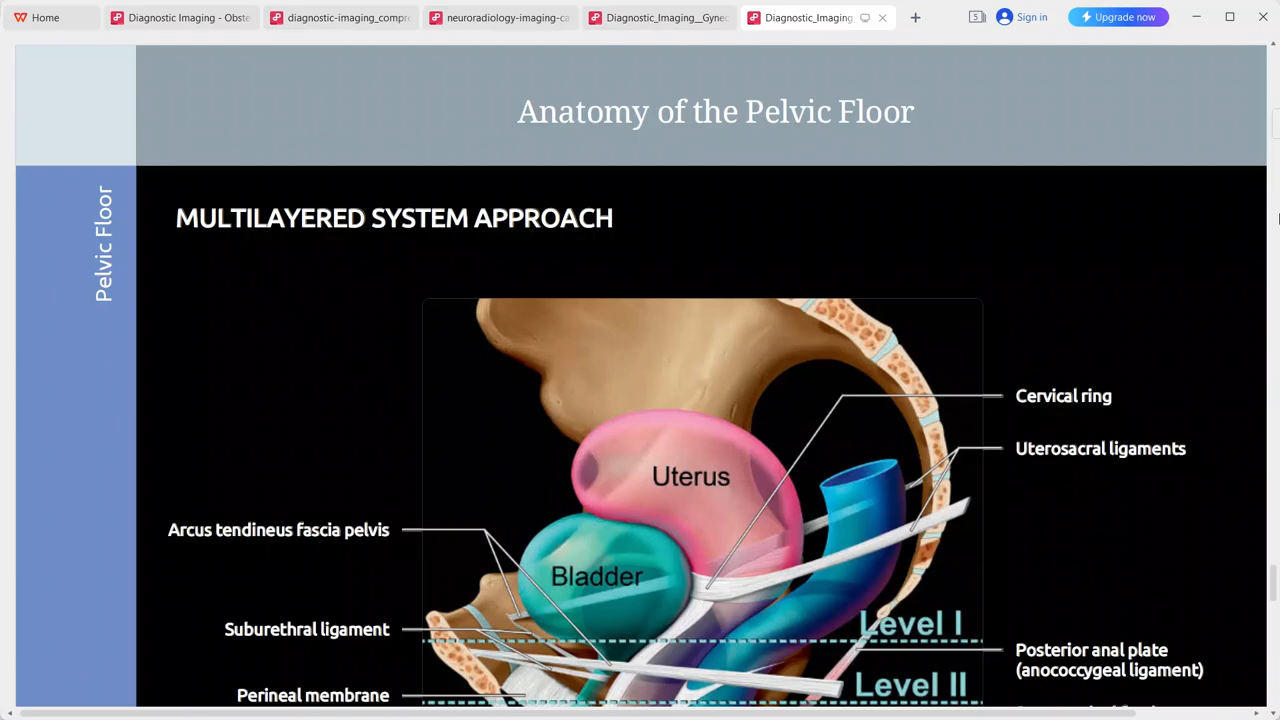 Home
Diagnostic Imaging - Obste
diagnostic-imaging_compre
neuroradiology-imaging-ca
Diagnostic_Imaging__Gynec
Diagnostic_Imaging_
5
Sign in
Upgrade now
Anatomy of the Pelvic Floor
Pelvic Floor
MULTILAYERED SYSTEM APPROACH
Cervical ring
Uterosacral ligaments
Uterus
Arcus tendineus fascia pelvis
Bladder
Suburethral ligament
Level I
Posterior anal plate
(anococcygeal ligament)
Level II
Perineal membrane